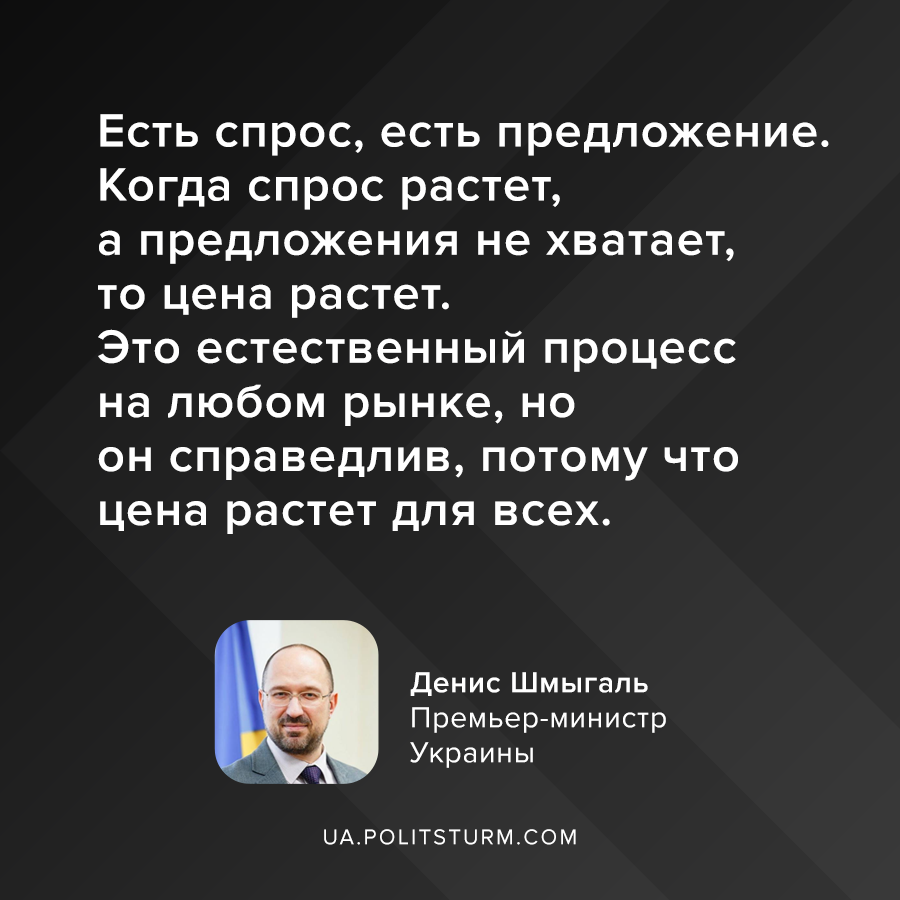 Есть спрос, есть предложение.
Когда спрос растет,
а предложения не хватает,
то цена растет.
Это естественный процесс
на любом рынке, но
он справедлив, потому что
цена растет для всех.
Денис Шмыгаль
Премьер-министр
Украины
UA.POLITSTURM.COM